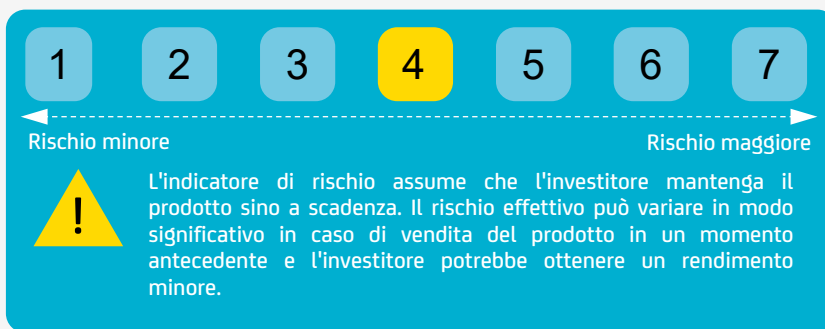 1 2 3 4 5 6 7
Rischio minore Rischio maggiore
L'indicatore di rischio assume che l'investitore mantenga il
prodotto sino a scadenza. Il rischio effettivo può variare in modo
significativo in caso di vendita del prodotto in un momento
antecedente e l'investitore potrebbe ottenere un rendimento
minore.
!